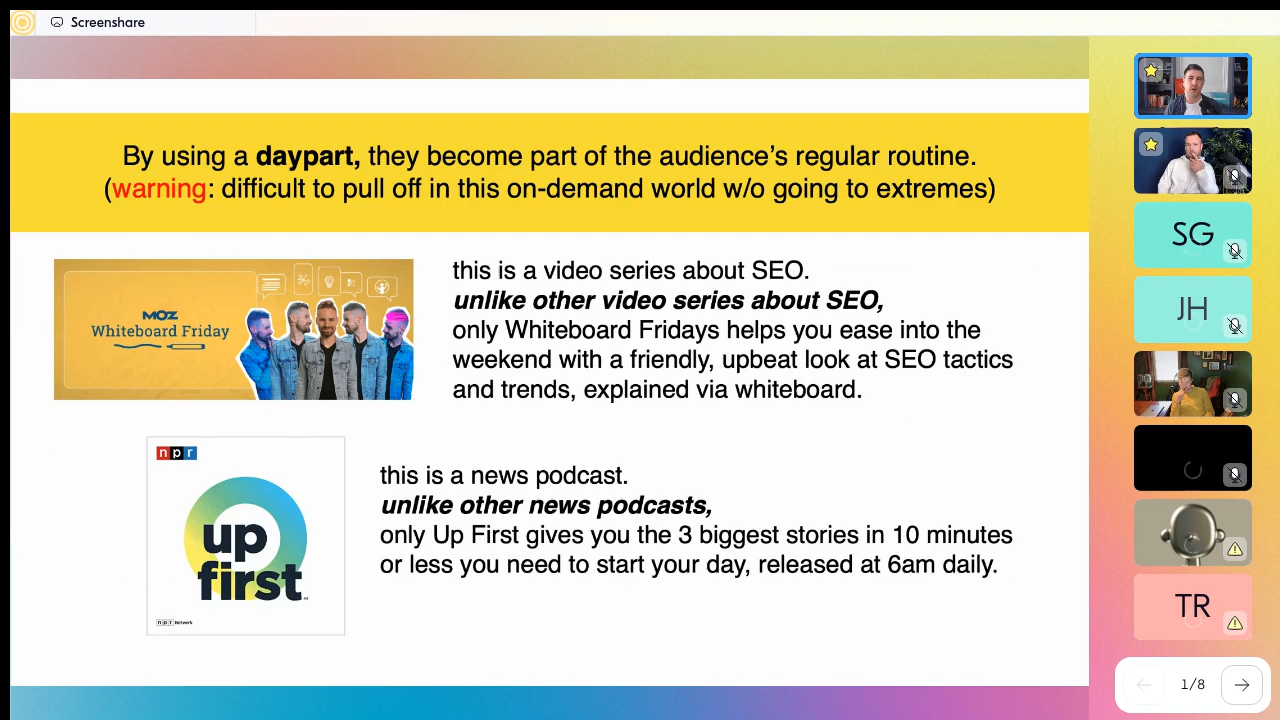 Screenshare
By using a daypart, they become part of the audience’s regular routine.
(warning: difficult to pull off in this on-demand world w/o going to extremes)
MOZ
Whiteboard Friday
this is a video series about SEO.
unlike other video series about SEO,
only Whiteboard Fridays helps you ease into the
weekend with a friendly, upbeat look at SEO tactics
and trends, explained via whiteboard.
npr
up
first
npr Network
this is a news podcast.
unlike other news podcasts,
only Up First gives you the 3 biggest stories in 10 minutes
or less you need to start your day, released at 6am daily.
SG
JH
TR
1/8